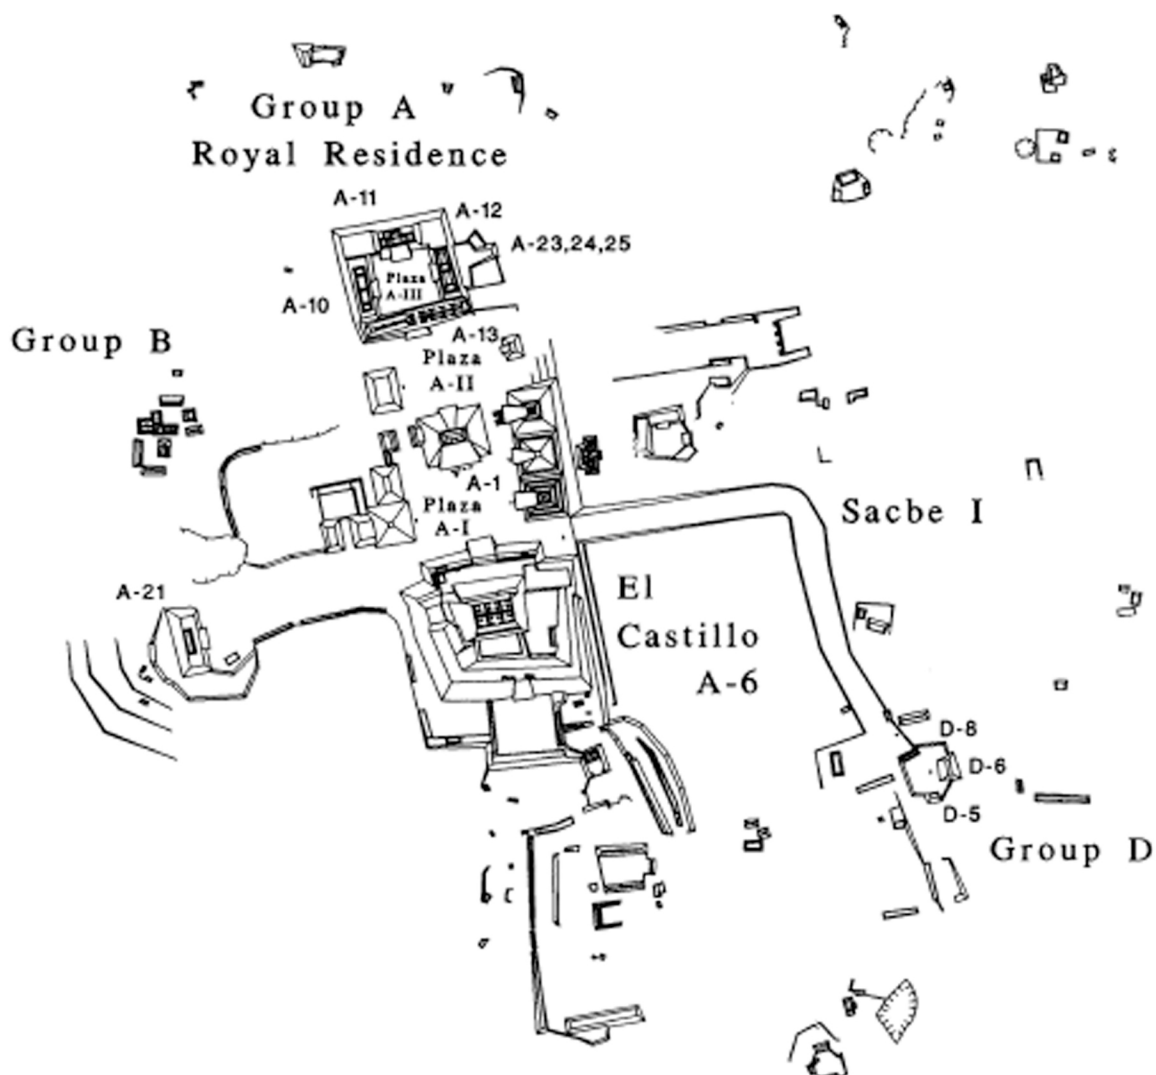 Group A
Royal Residence
A-11
A-12
A-23,24,25
Plaza
A-III
A-10
A-13
Group B
Plaza
A-II
A-1
Plaza
A-I
Sacbe I
A-21
El
Castillo
A-6
D-8
D-6
D-5
Group D